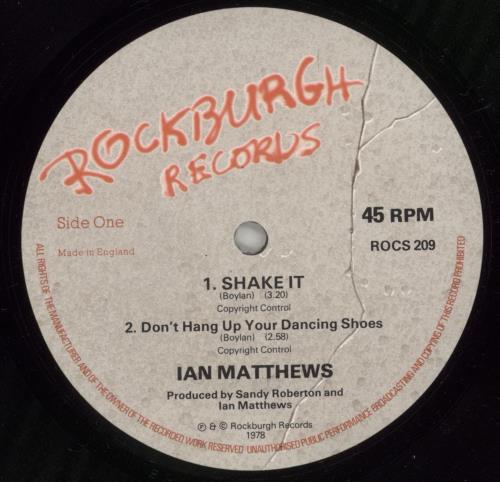 ROCKBURGH
RECORDS
Side One
45 RPM
Made in England
ROCS 209
1. SHAKE IT
(Boylan) (3.20)
Copyright Control
2. Don't Hang Up Your Dancing Shoes
(Boylan) (2.58)
Copyright Control
IAN MATTHEWS
Produced by Sandy Roberton and
Ian Matthews
℗ & © Rockburgh Records
1978
ALL RIGHTS OF THE MANUFACTURER AND OF THE OWNER OF THE RECORDED WORK RESERVED UNAUTHORISED PUBLIC PERFORMANCE BROADCASTING AND COPYING OF THIS RECORD PROHIBITED